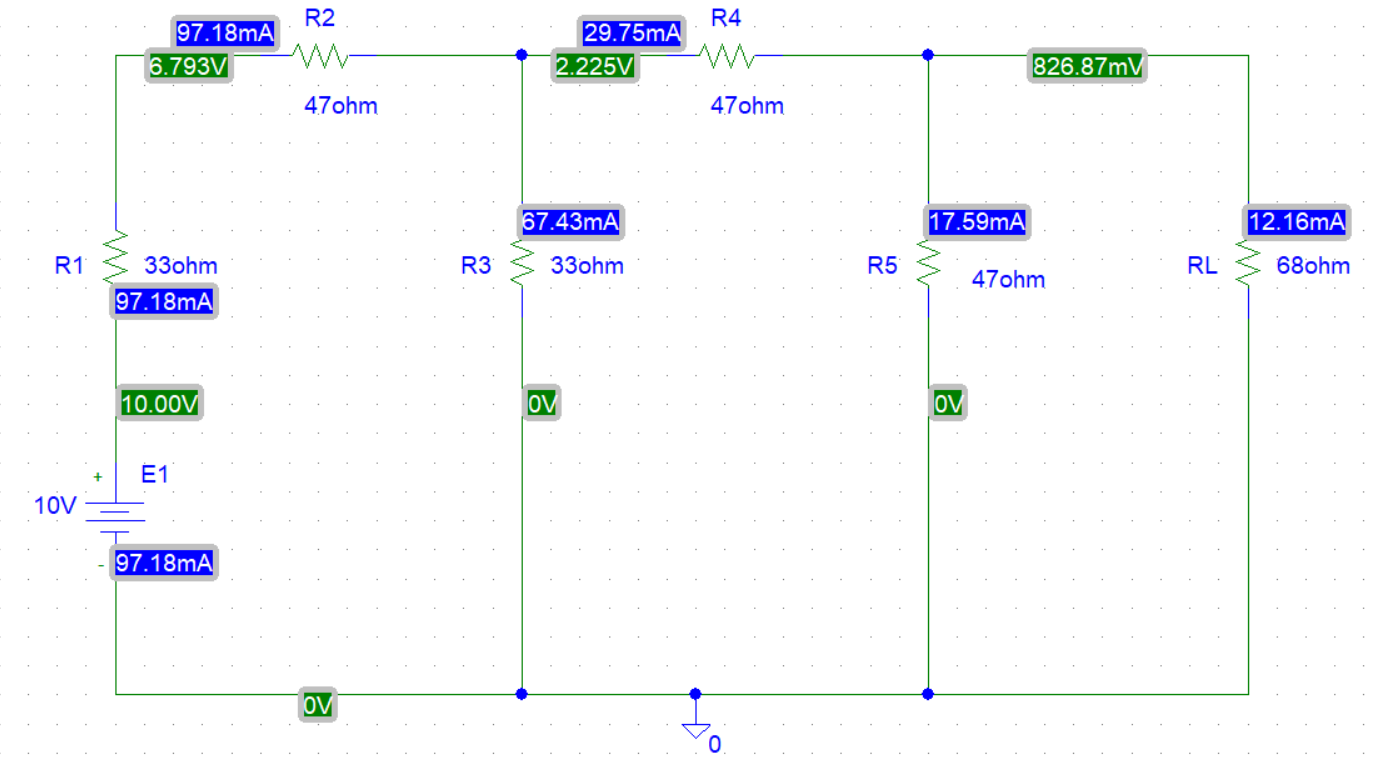 R2
R4
97.18mA
29.75mA
6.793V
2.225V
826.87mV
47ohm
47ohm
67.43mA
17.59mA
12.16mA
R1
33ohm
R3
33ohm
R5
47ohm
RL
68ohm
97.18mA
10.00V
0V
0V
+
E1
10V
-
97.18mA
0V
0